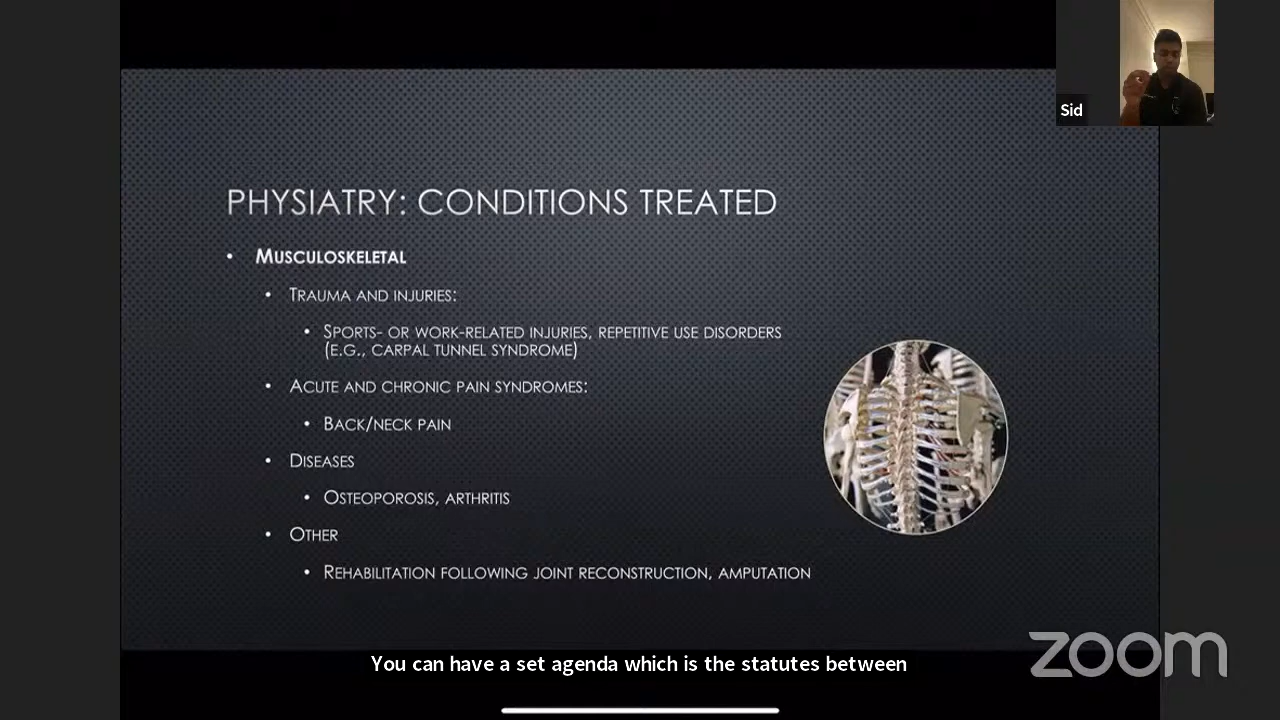 Sid
PHYSIATRY: CONDITIONS TREATED
• MUSCULOSKELETAL
• TRAUMA AND INJURIES:
• SPORTS- OR WORK-RELATED INJURIES, REPETITIVE USE DISORDERS
(E.G., CARPAL TUNNEL SYNDROME)
• ACUTE AND CHRONIC PAIN SYNDROMES:
• BACK/NECK PAIN
• DISEASES
• OSTEOPOROSIS, ARTHRITIS
• OTHER
• REHABILITATION FOLLOWING JOINT RECONSTRUCTION, AMPUTATION
zoom
You can have a set agenda which is the statutes between